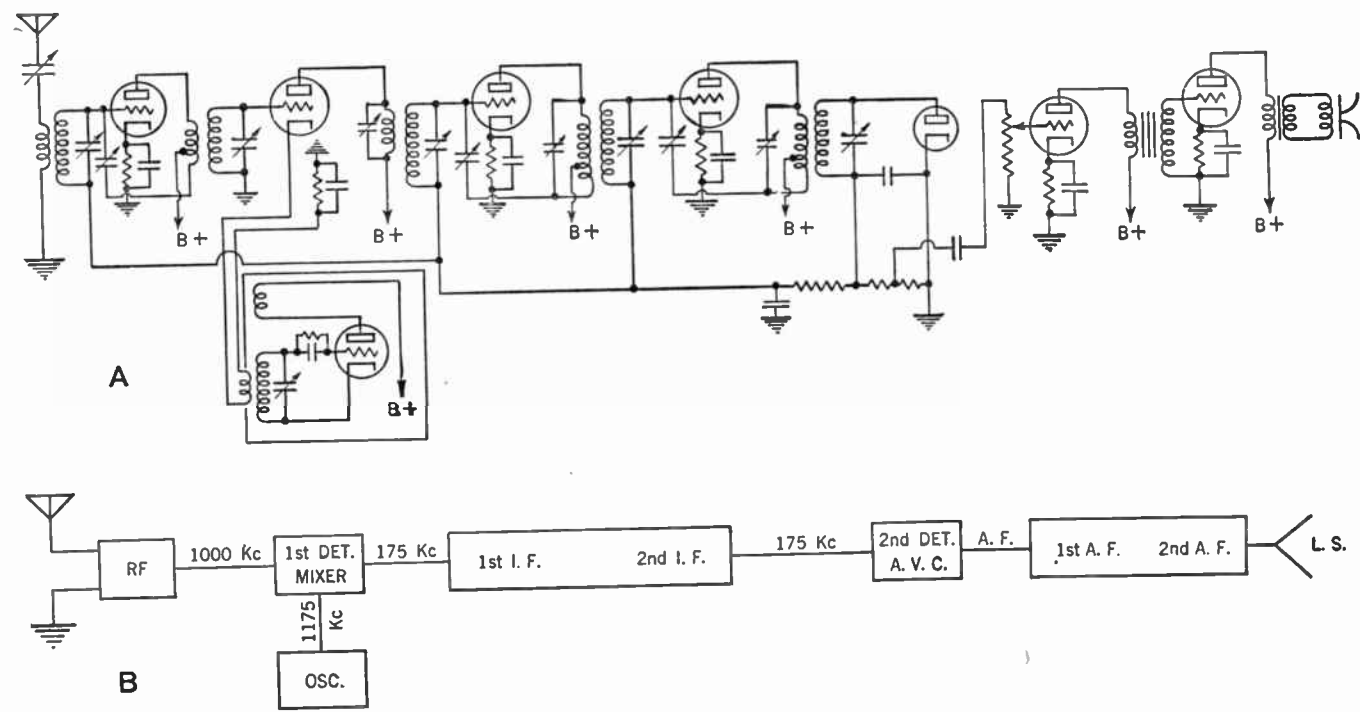 B+
B+
B+
B+
B+
B+
A
B+
RF
1000 Kc
1st DET.
MIXER
175 Kc
1st I. F.
2nd I. F.
175 Kc
2nd DET.
A. V. C.
A. F.
1st A. F.
2nd A. F.
L. S.
1175
Kc
OSC.
B